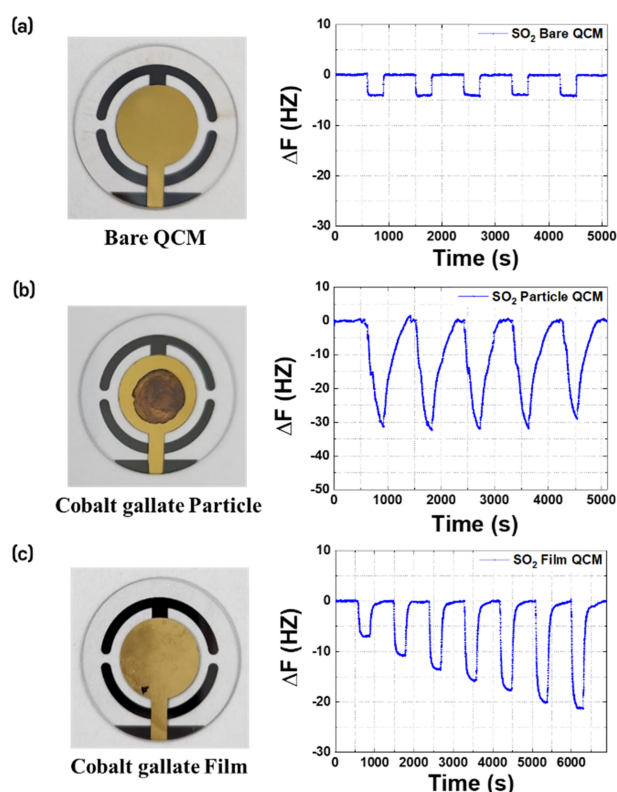 (a)
SO₂ Bare QCM
10
0
-10
-20
-30
ΔF (HZ)
0 1000 2000 3000 4000 5000
Time (s)
Bare QCM
(b)
SO₂ Particle QCM
10
0
-10
-20
-30
-40
-50
ΔF (HZ)
0 1000 2000 3000 4000 5000
Time (s)
Cobalt gallate Particle
(c)
SO₂ Film QCM
10
0
-10
-20
-30
ΔF (HZ)
0 1000 2000 3000 4000 5000 6000
Time (s)
Cobalt gallate Film